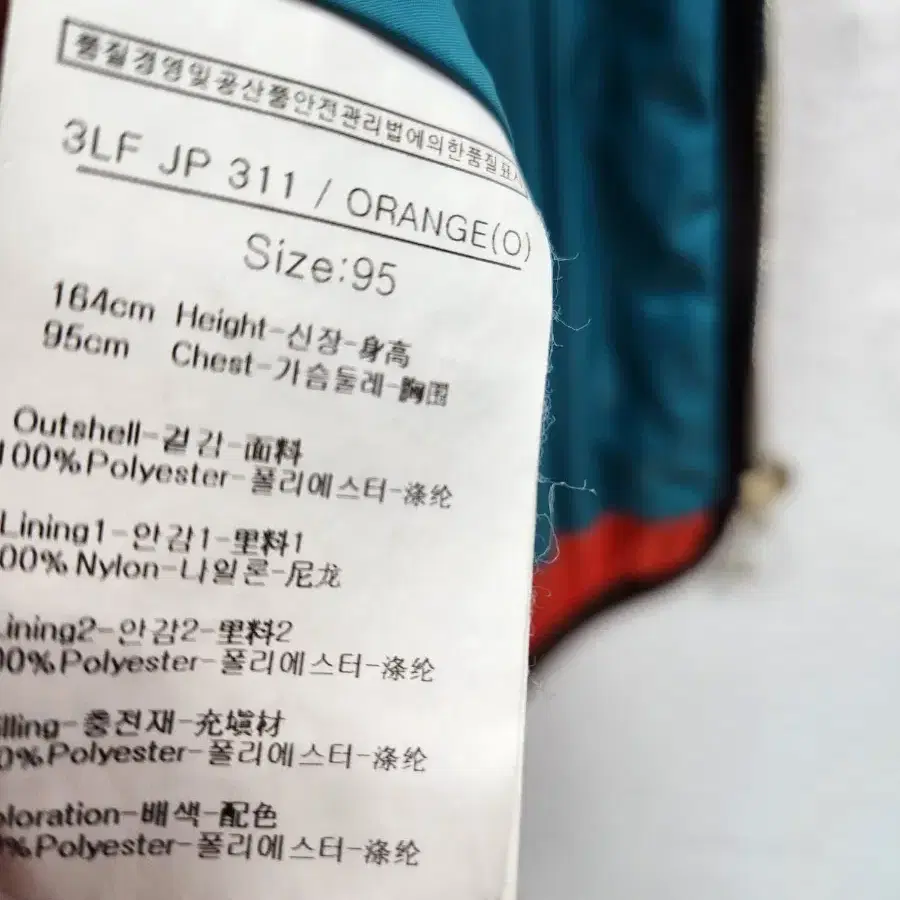 품질경영및공산품안전관리법에의한품질표시
3LF JP 311 / ORANGE(O)
Size:95
164cm Height-신장-身高
95cm Chest-가슴둘레-胸围
Outshell-겉감-面料
100%Polyester-폴리에스터-涤纶
Lining1-안감1-里料1
00%Nylon-나일론-尼龙
ining2-안감2-里料2
00%Polyester-폴리에스터-涤纶
illing-충전재-充塡材
0%Polyester-폴리에스터-涤纶
loration-배색-配色
%Polyester-폴리에스터-涤纶